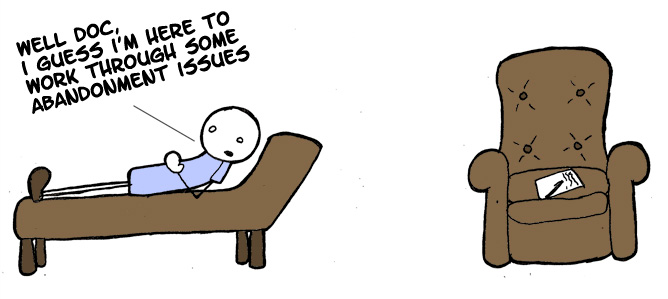 WELL DOC,
I GUESS I'M HERE TO
WORK THROUGH SOME
ABANDONMENT ISSUES